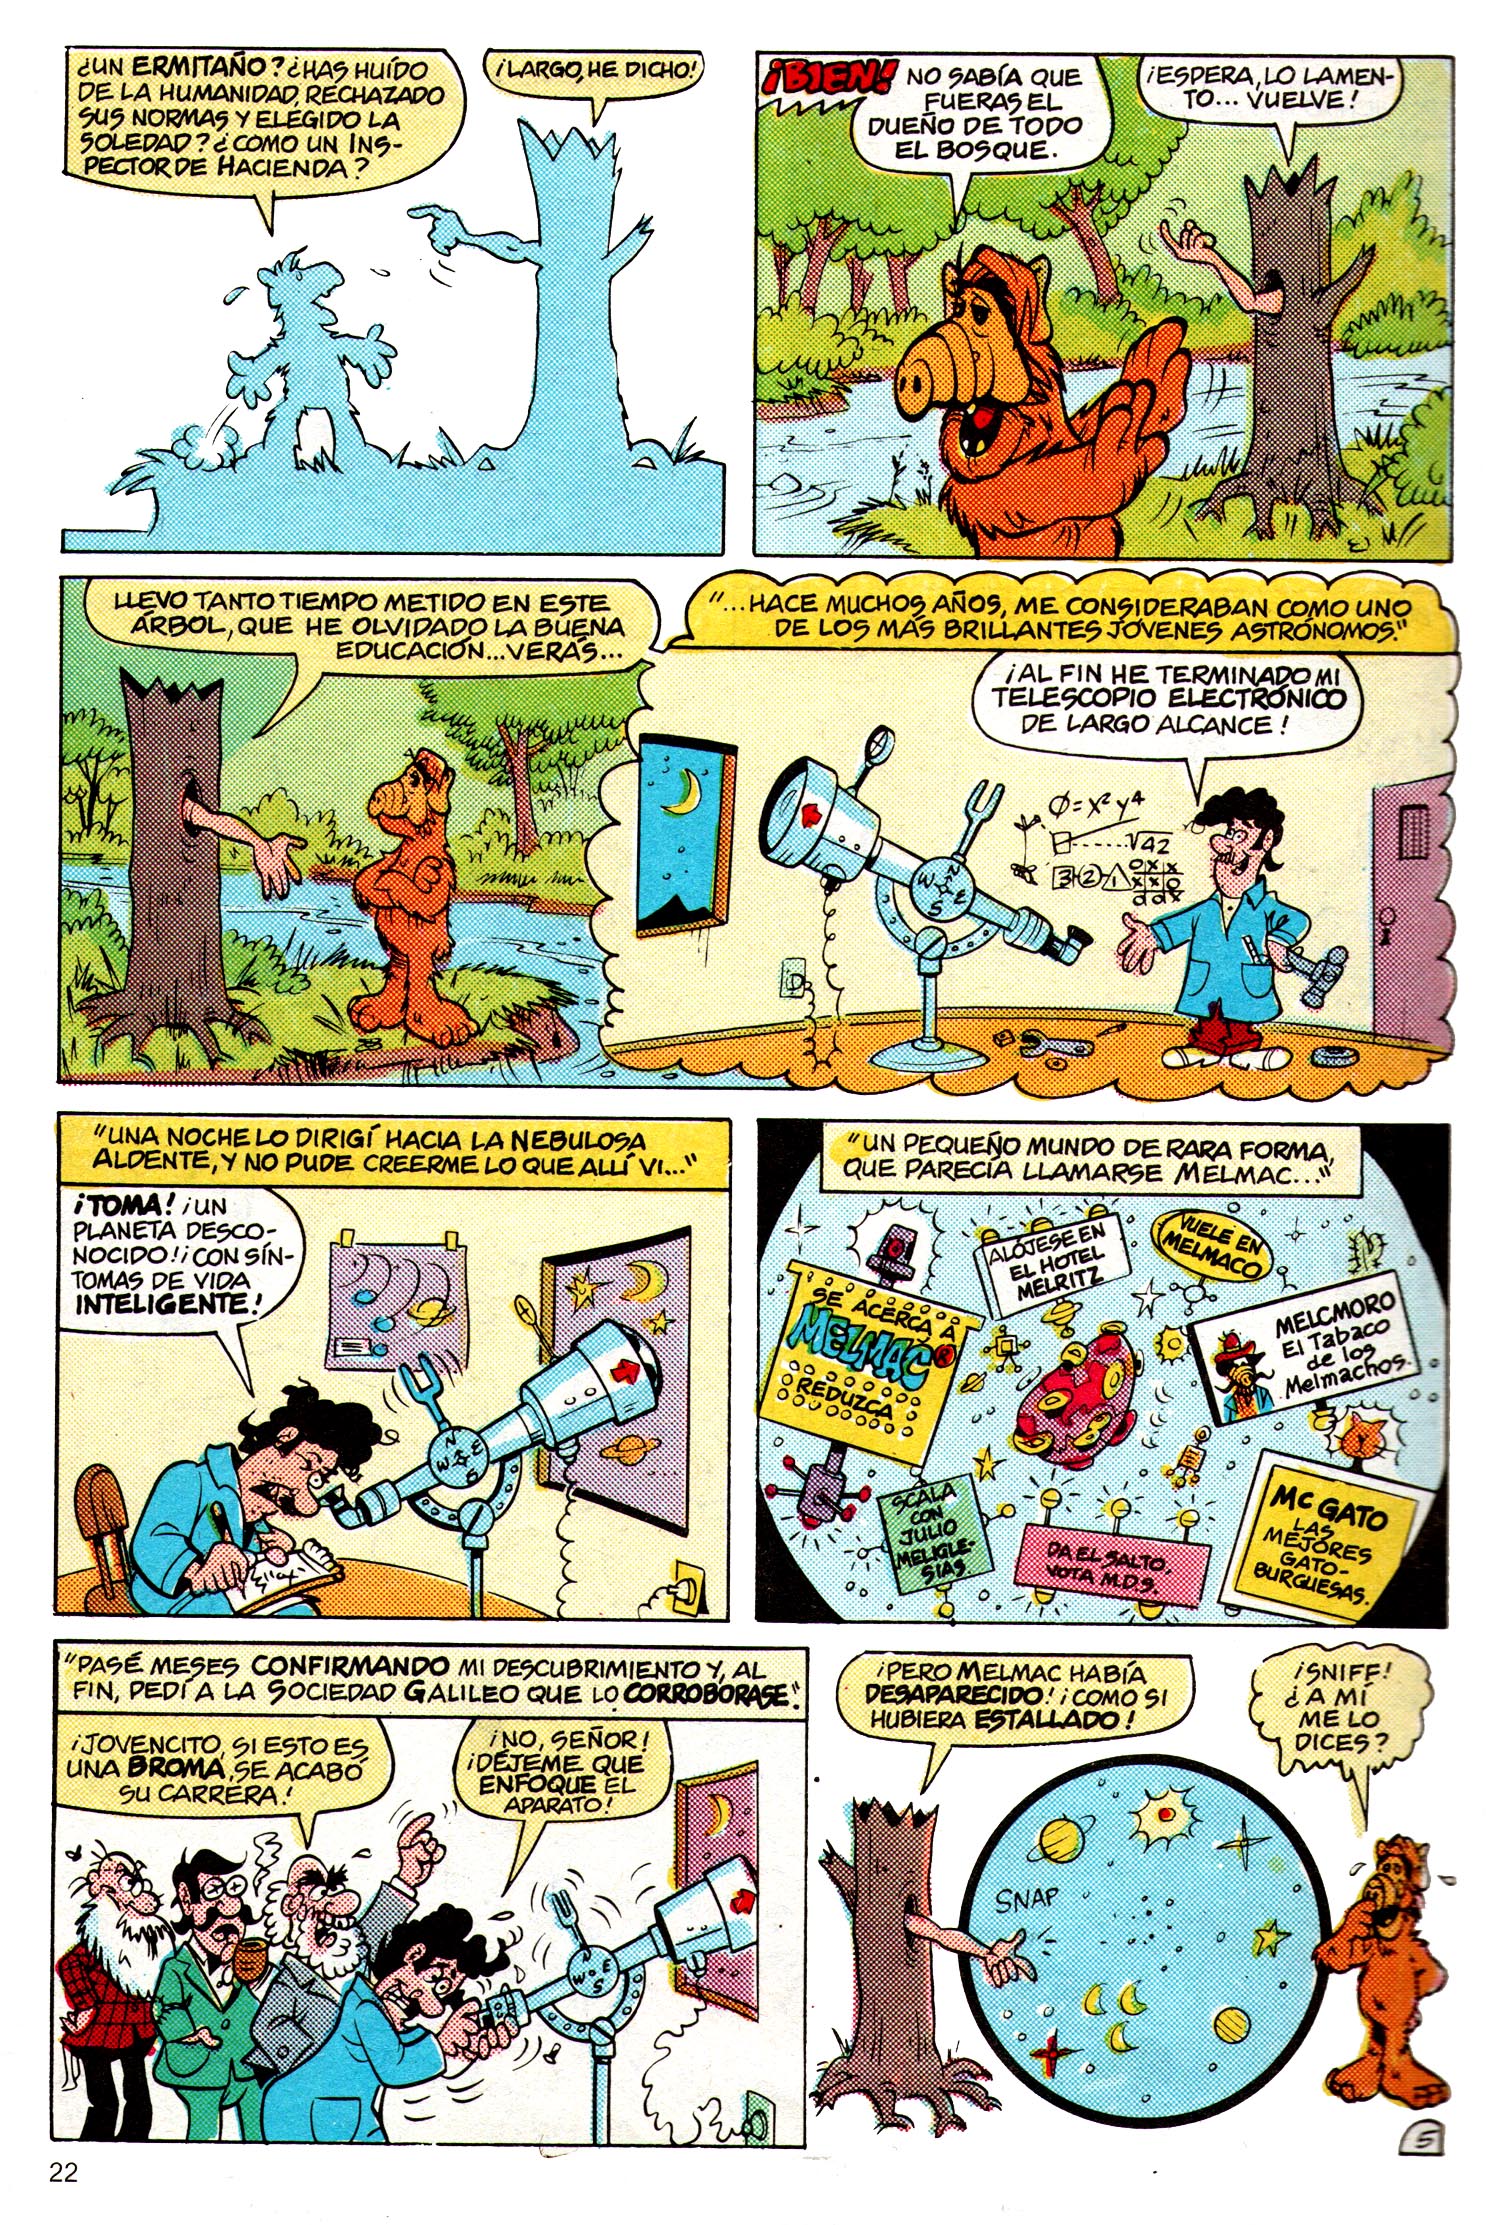 ¿UN ERMITAÑO? ¿HAS HUÍDO
DE LA HUMANIDAD, RECHAZADO
SUS NORMAS Y ELEGIDO LA
SOLEDAD? ¿COMO UN INS-
PECTOR DE HACIENDA?
¡LARGO, HE DICHO!
¡BIEN! NO SABÍA QUE
FUERAS EL
DUEÑO DE TODO
EL BOSQUE.
¡ESPERA, LO LAMEN-
TO... VUELVE!
LLEVO TANTO TIEMPO METIDO EN ESTE
ÁRBOL, QUE HE OLVIDADO LA BUENA
EDUCACIÓN... VERÁS...
"...HACE MUCHOS AÑOS, ME CONSIDERABAN COMO UNO
DE LOS MÁS BRILLANTES JÓVENES ASTRÓNOMOS."
¡AL FIN HE TERMINADO MI
TELESCOPIO ELECTRÓNICO
DE LARGO ALCANCE!
Ø=X² Y⁴
√42
3+2 1
O X X
X X O
d d x
N
W E
S
"UNA NOCHE LO DIRIGÍ HACIA LA NEBULOSA
ALDENTE, Y NO PUDE CREERME LO QUE ALLÍ VI..."
¡TOMA! ¡UN
PLANETA DESCO-
NOCIDO! ¡CON SÍN-
TOMAS DE VIDA
INTELIGENTE!
N
W E
S
"UN PEQUEÑO MUNDO DE RARA FORMA,
QUE PARECÍA LLAMARSE MELMAC..."
ALÓJESE EN
EL HOTEL
MELRITZ
VUELE EN
MELMACO
SE ACERCA A
MELMAC®
REDUZCA
MELCMORO
El Tabaco
de los
Melmachos.
SCALA
CON
JULIO
MELIGLE-
SIAS.
DA EL SALTO,
VOTA M.D.S.
MC GATO
LAS
MEJORES
GATO-
BURGUESAS.
"PASÉ MESES CONFIRMANDO MI DESCUBRIMIENTO Y, AL
FIN, PEDÍ A LA SOCIEDAD GALILEO QUE LO CORROBORASE".
¡JOVENCITO, SI ESTO ES
UNA BROMA, SE ACABÓ
SU CARRERA!
¡NO, SEÑOR!
¡DÉJEME QUE
ENFOQUE EL
APARATO!
N
W E
S
¡PERO MELMAC HABÍA
DESAPARECIDO! ¡COMO SI
HUBIERA ESTALLADO!
¡SNIFF!
¿A MÍ
ME LO
DICES?
SNAP
5
22